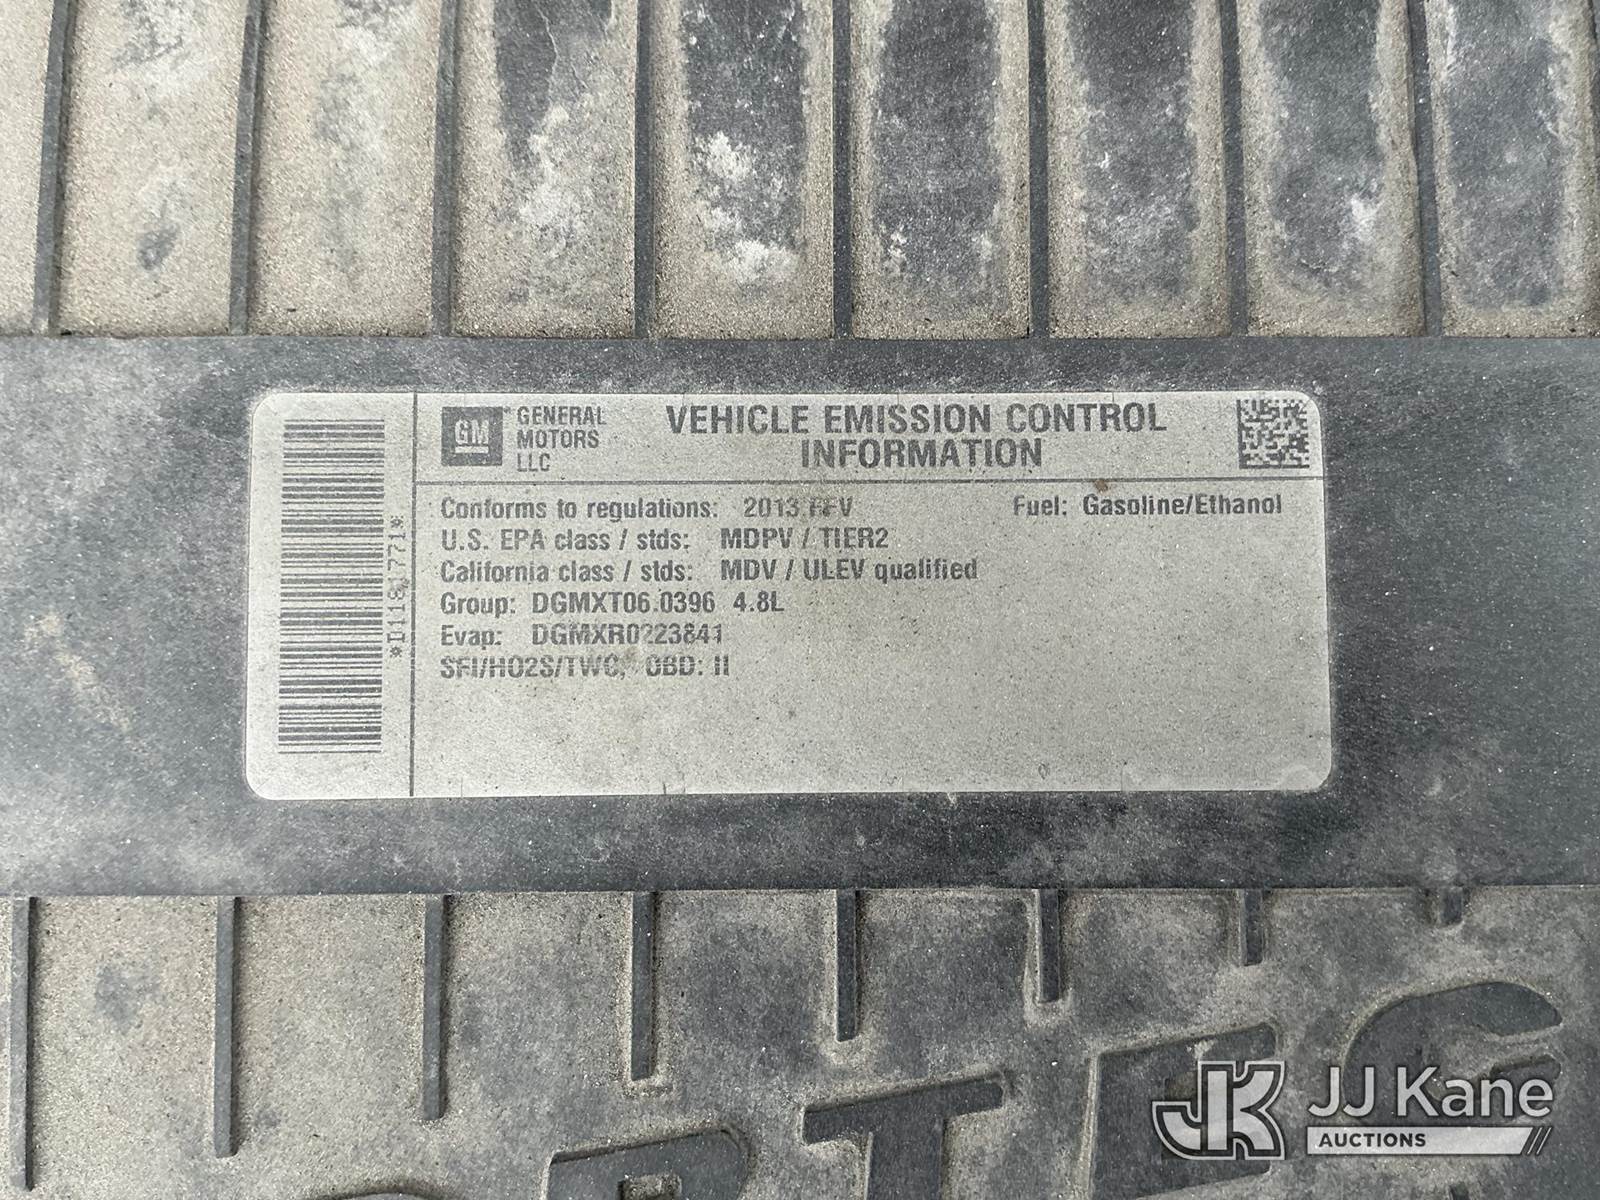 GM
GENERAL
MOTORS
LLC
VEHICLE EMISSION CONTROL
INFORMATION
Conforms to regulations: 2013 FFV
Fuel: Gasoline/Ethanol
U.S. EPA class / stds: MDPV / TIER2
California class / stds: MDV / ULEV qualified
Group: DGMXT06.0396 4.8L
Evap: DGMXR0223841
SFI/HO2S/TWC, OBD: II
JJ Kane
AUCTIONS